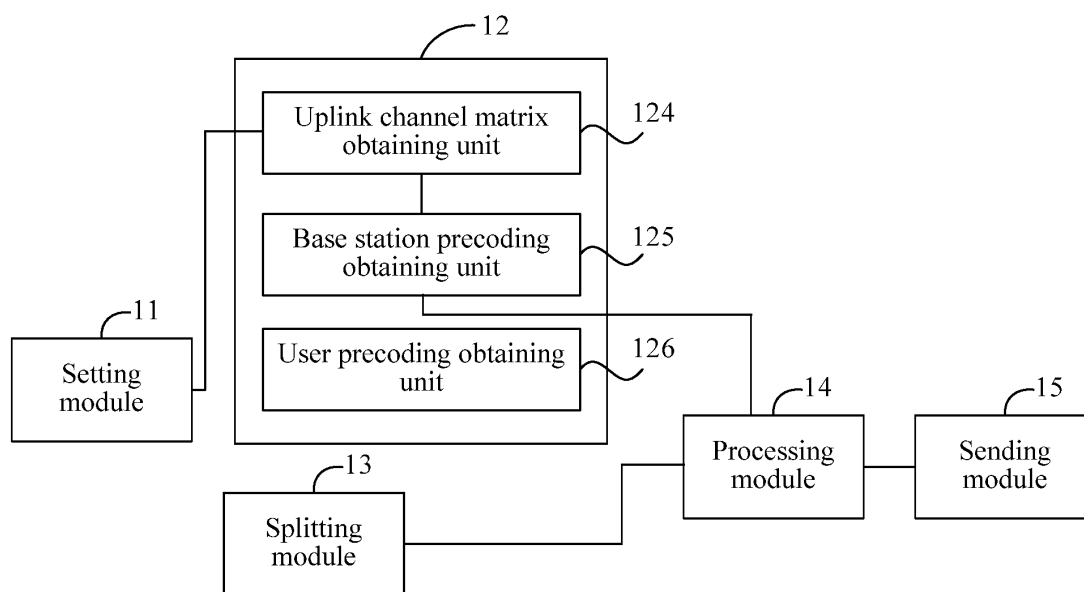 12
Uplink channel matrix
obtaining unit
124
Base station precoding
obtaining unit
125
11
Setting
module
User precoding obtaining
unit
126
14
Processing
module
15
Sending
module
13
Splitting
module